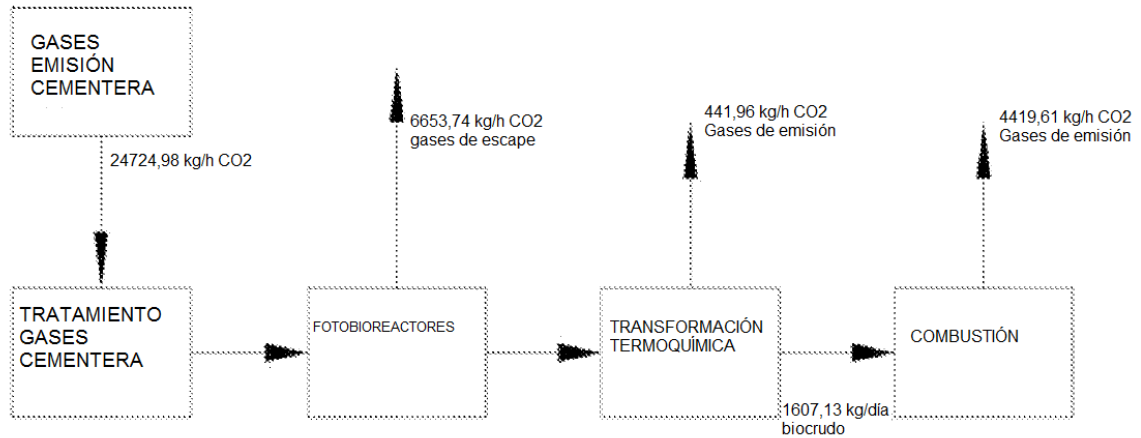 GASES
EMISIÓN
CEMENTERA
24724,98 kg/h CO2
6653,74 kg/h CO2
gases de escape
441,96 kg/h CO2
Gases de emisión
4419,61 kg/h CO2
Gases de emisión
TRATAMIENTO
GASES
CEMENTERA
FOTOBIOREACTORES
TRANSFORMACIÓN
TERMOQUÍMICA
COMBUSTIÓN
1607,13 kg/día
biocrudo